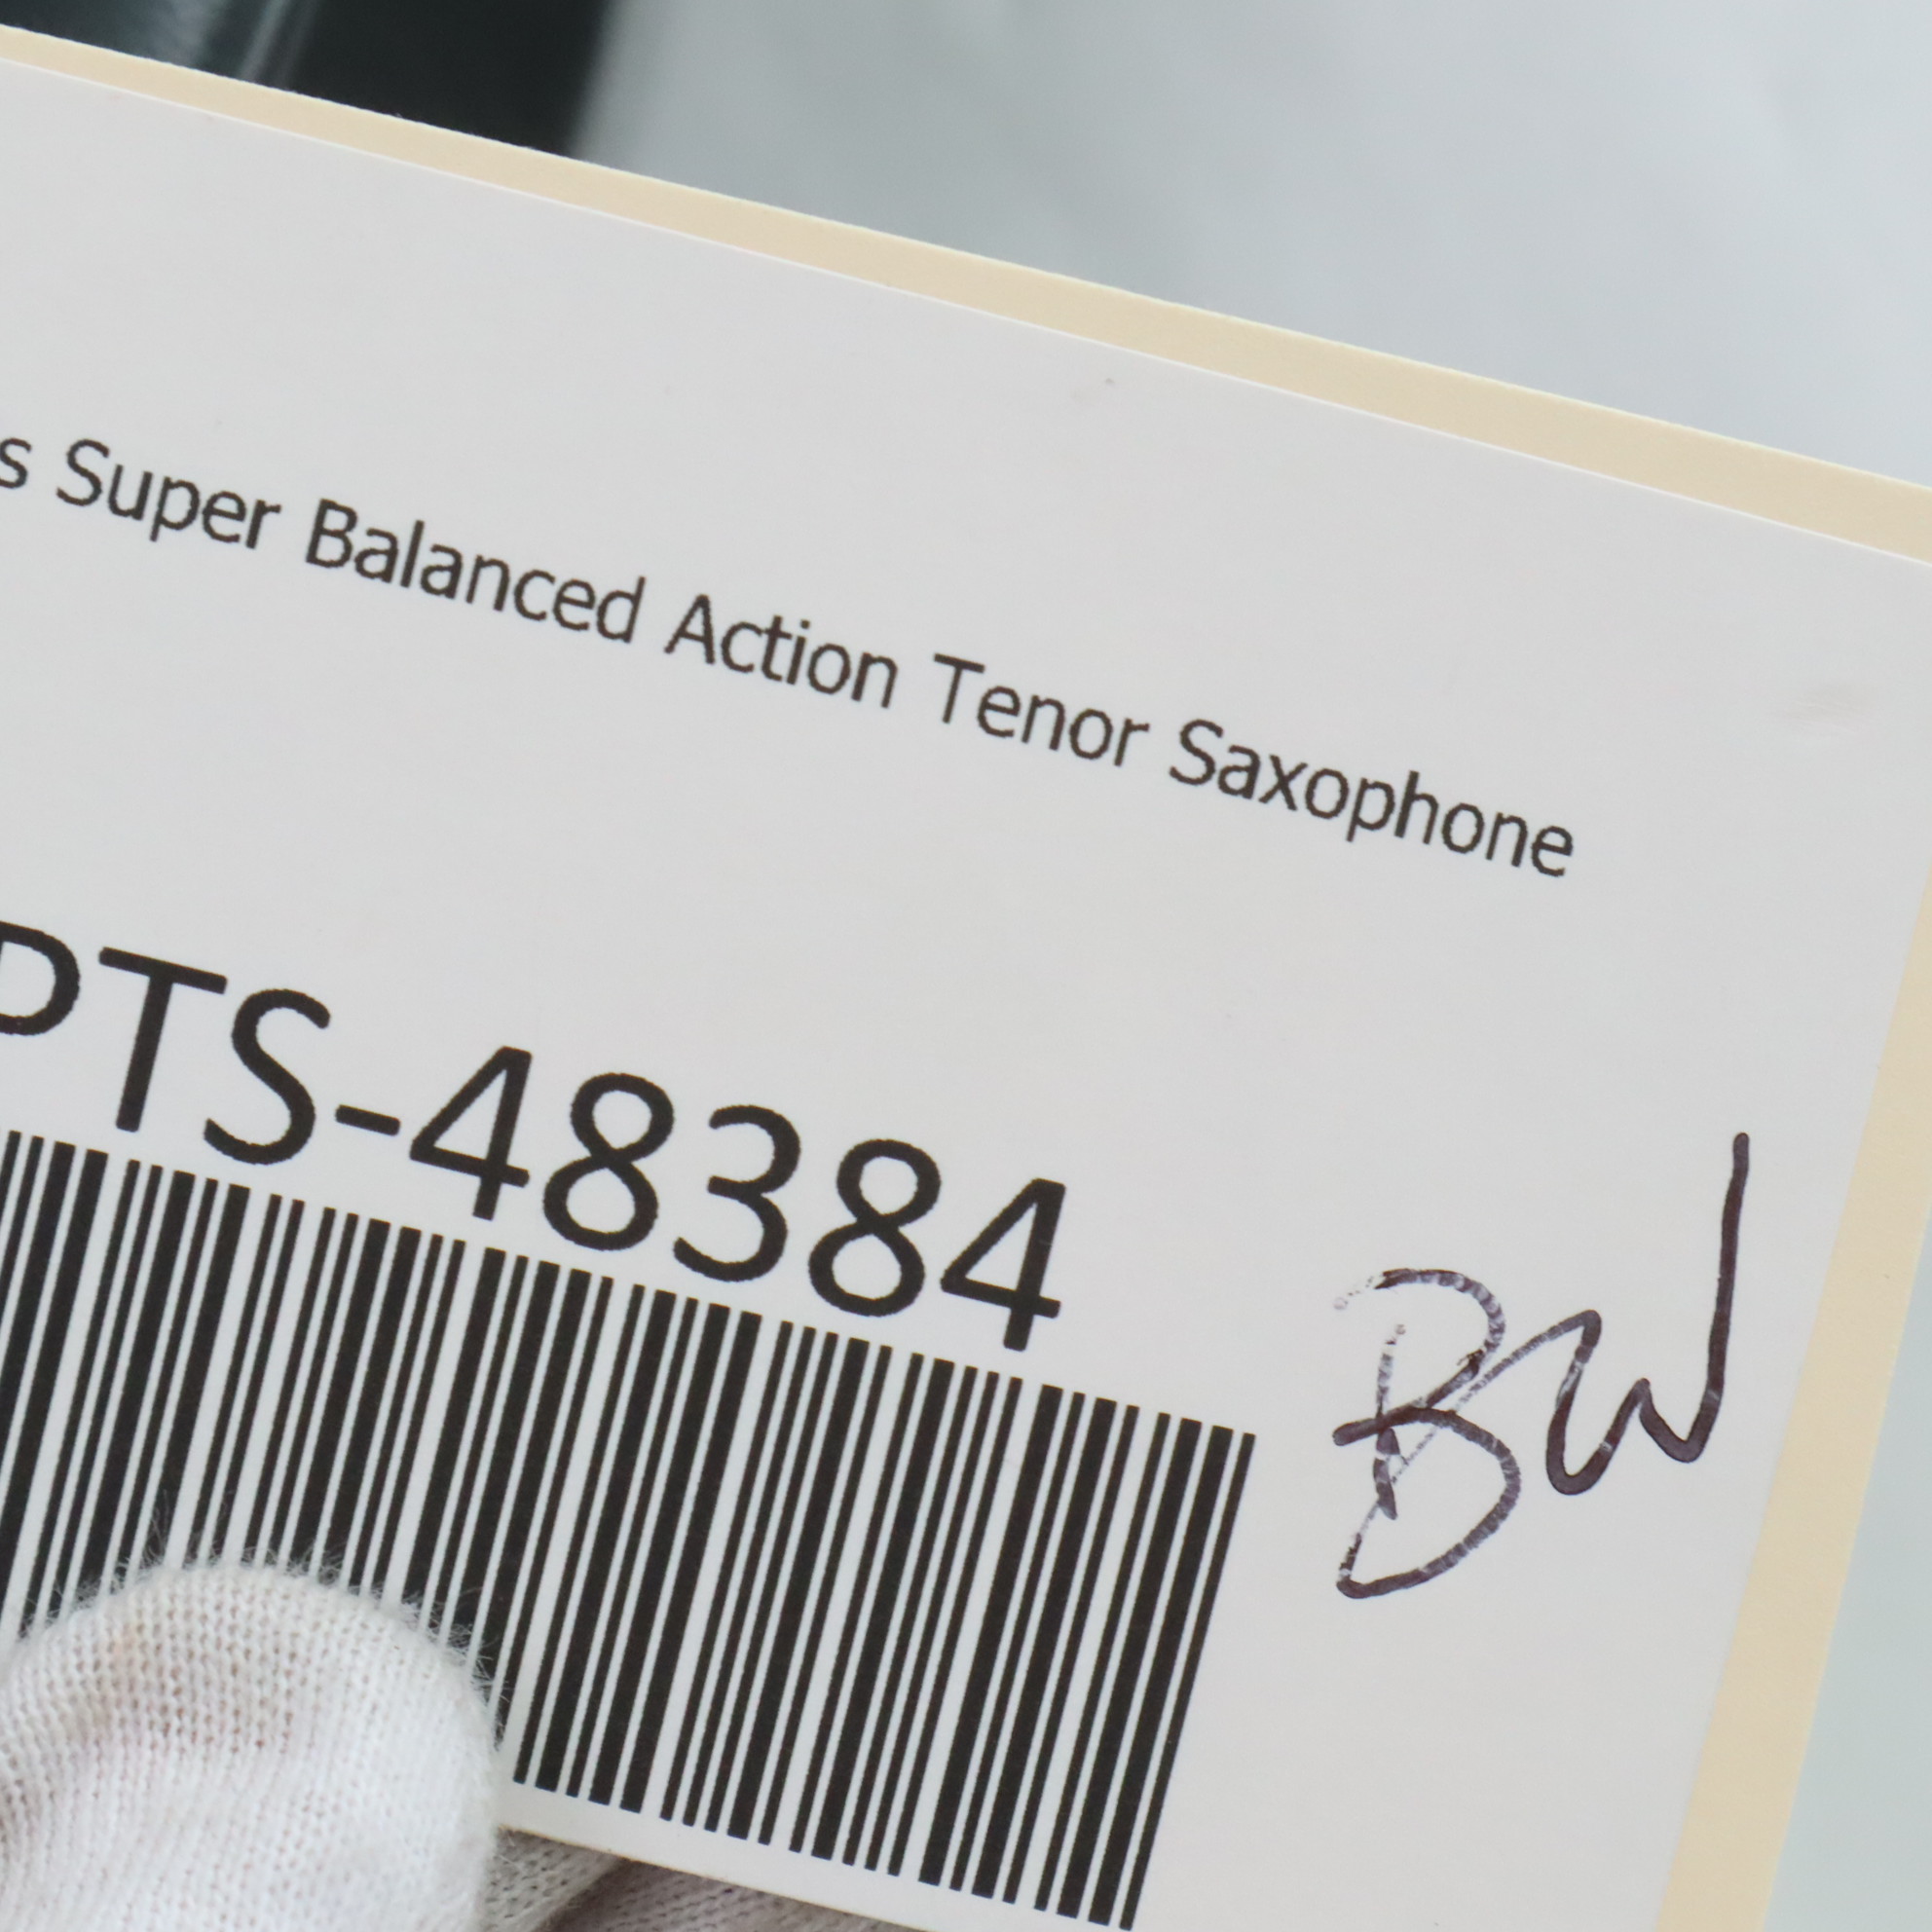 s Super Balanced Action Tenor Saxophone
PTS-48384
BW